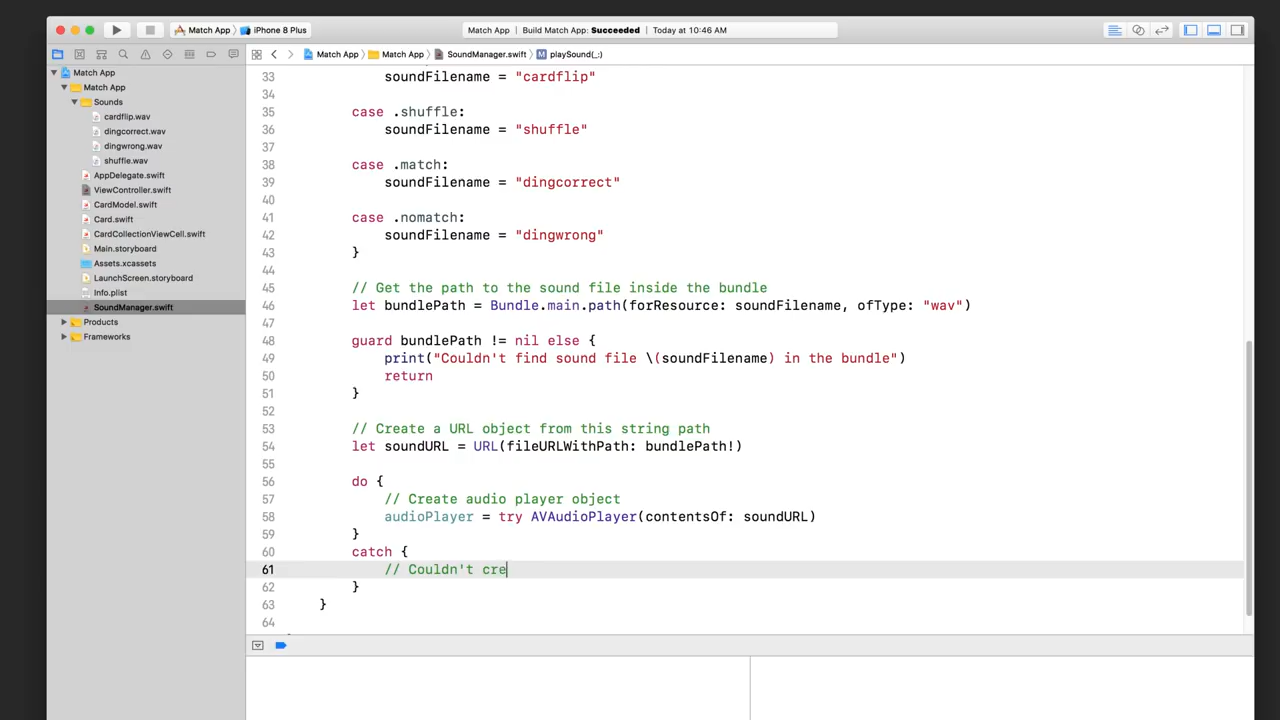 Match App iPhone 8 Plus Match App Build Match App: Succeeded Today at 10:46 AM
Match App Match App SoundManager.swift M playSound(_:)
Match App
Match App
Sounds
cardflip.wav
dingcorrect.wav
dingwrong.wav
shuffle.wav
AppDelegate.swift
ViewController.swift
CardModel.swift
Card.swift
CardCollectionViewCell.swift
Main.storyboard
Assets.xcassets
LaunchScreen.storyboard
Info.plist
SoundManager.swift
Products
Frameworks
33 soundFilename = "cardflip"
34
35 case .shuffle:
36 soundFilename = "shuffle"
37
38 case .match:
39 soundFilename = "dingcorrect"
40
41 case .nomatch:
42 soundFilename = "dingwrong"
43 }
44
45 // Get the path to the sound file inside the bundle
46 let bundlePath = Bundle.main.path(forResource: soundFilename, ofType: "wav")
47
48 guard bundlePath != nil else {
49 print("Couldn't find sound file \(soundFilename) in the bundle")
50 return
51 }
52
53 // Create a URL object from this string path
54 let soundURL = URL(fileURLWithPath: bundlePath!)
55
56 do {
57 // Create audio player object
58 audioPlayer = try AVAudioPlayer(contentsOf: soundURL)
59 }
60 catch {
61 // Couldn't cre
62 }
63 }
64